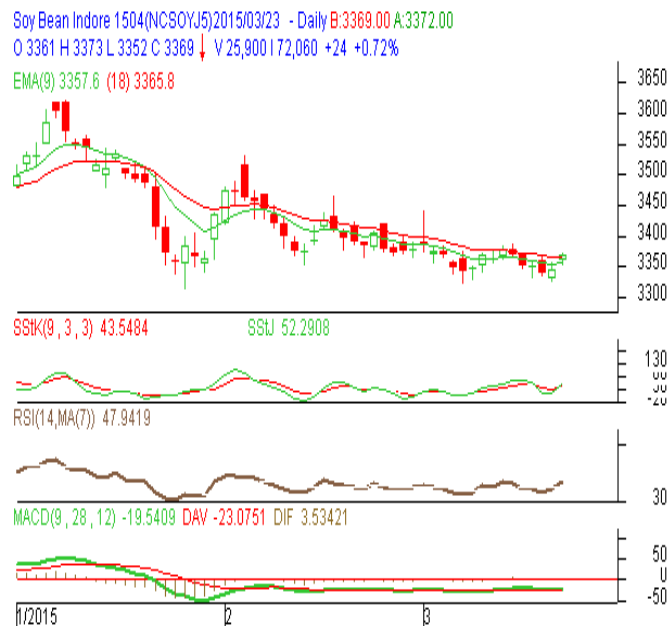 Soy Bean Indore 1504(NCSOYJ5)2015/03/23 - Daily B:3369.00 A:3372.00
O 3361 H 3373 L 3352 C 3369 V 25,900 I 72,060 +24 +0.72%
EMA(9) 3357.6 (18) 3365.8
3650
3600
3550
3500
3450
3400
3350
3300
SStK(9 , 3 , 3) 43.5484 SStJ 52.2908
130
RSI(14,MA(7)) 47.9419
30
MACD(9 , 28 , 12) -19.5409 DAV -23.0751 DIF 3.53421
50
0
-50
1/2015 2 3